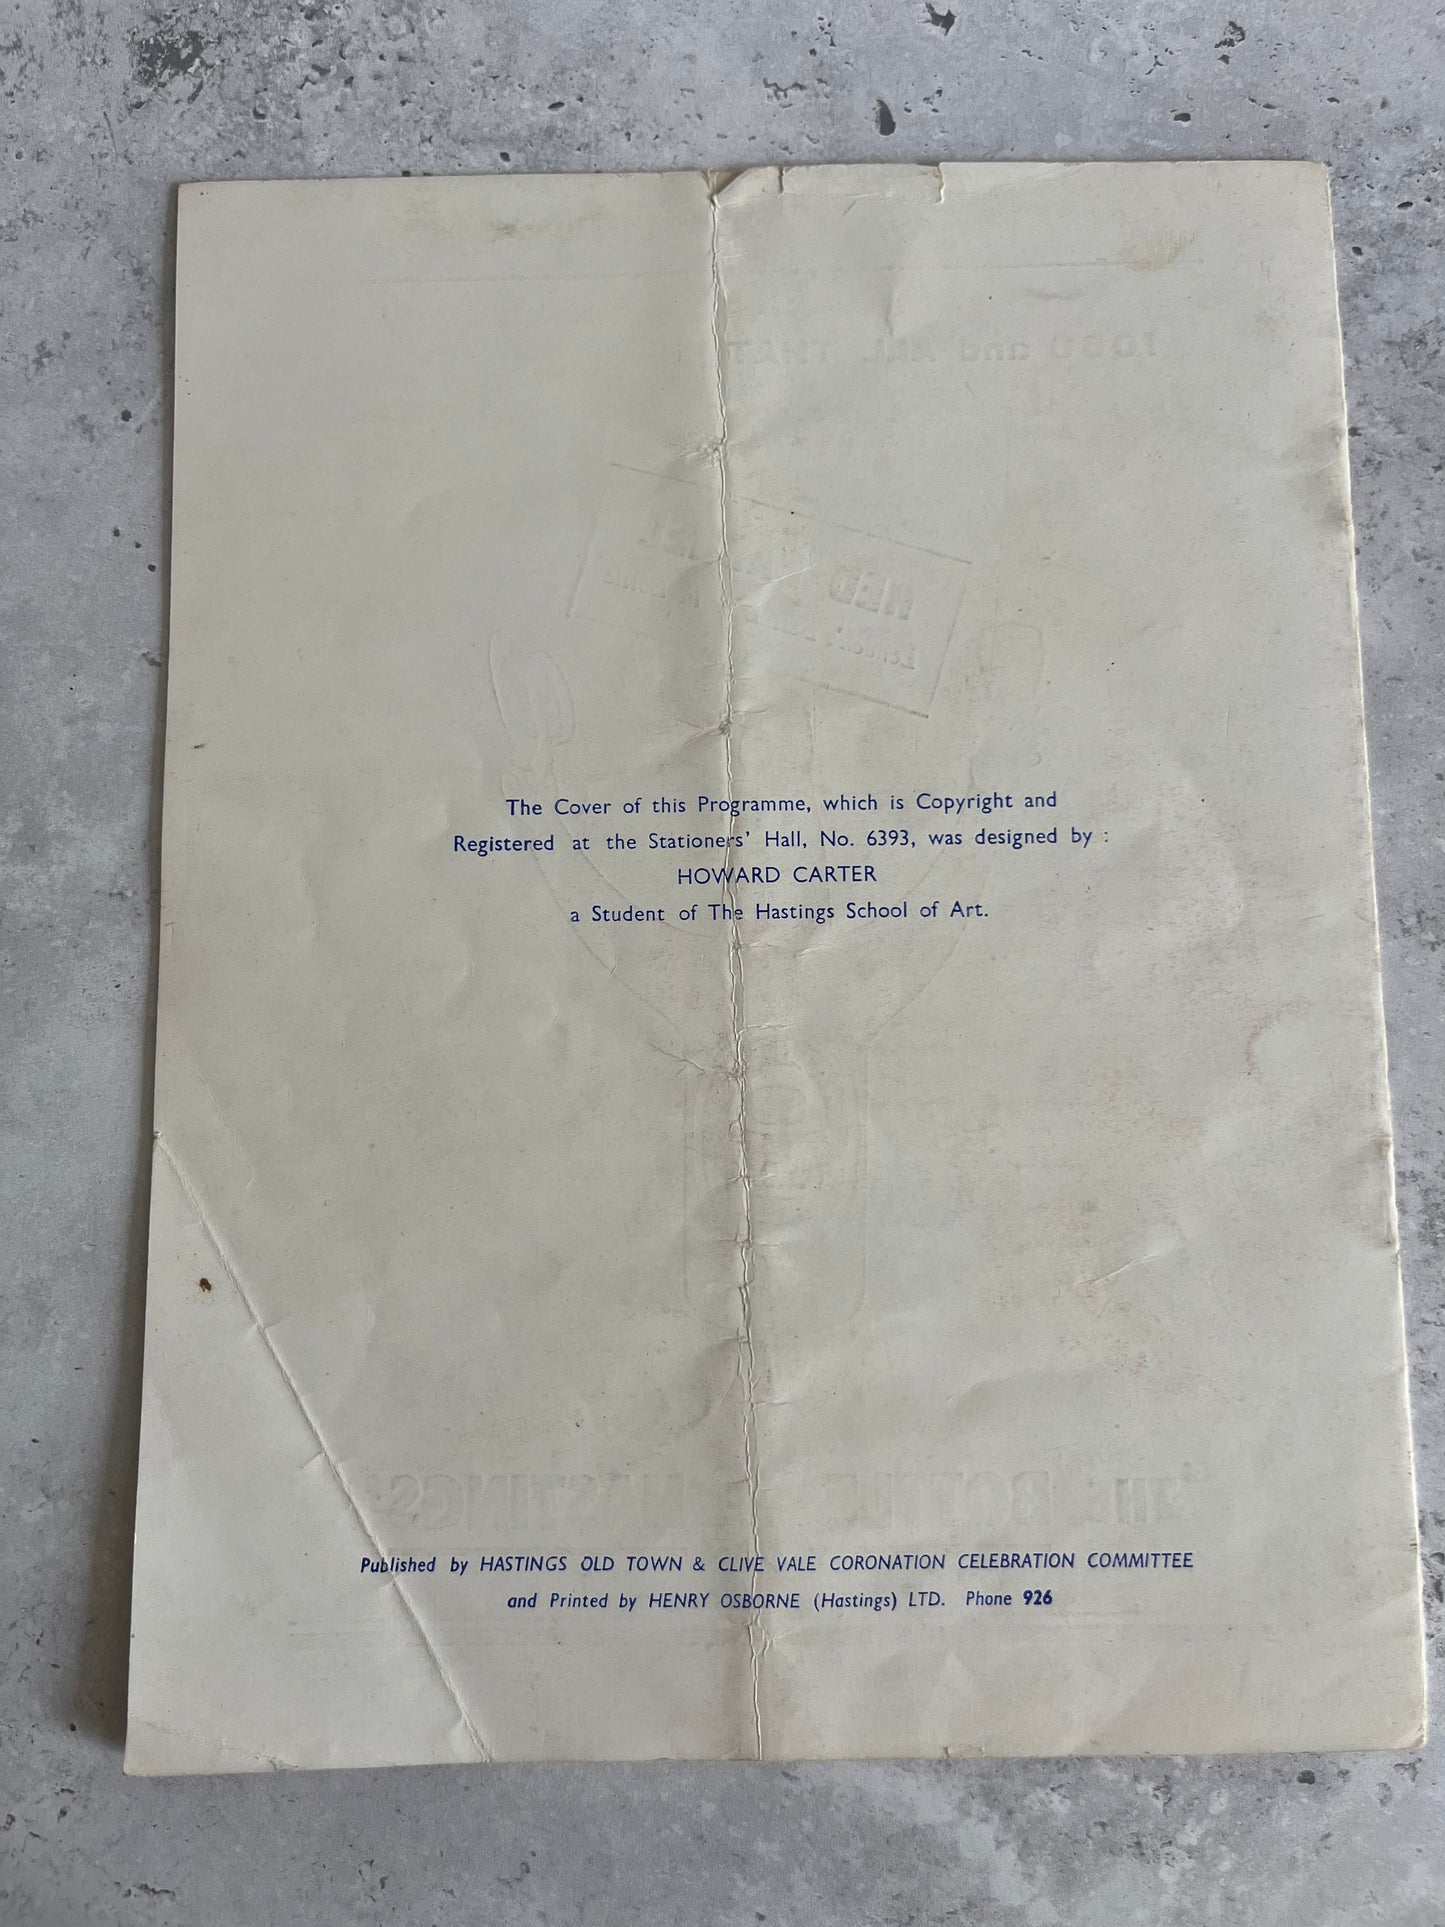 The Cover of this Programme, which is Copyright and
Registered at the Stationers' Hall, No. 6393, was designed by :
HOWARD CARTER
a Student of The Hastings School of Art.
Published by HASTINGS OLD TOWN & CLIVE VALE CORONATION CELEBRATION COMMITTEE
and Printed by HENRY OSBORNE (Hastings) LTD. Phone 926